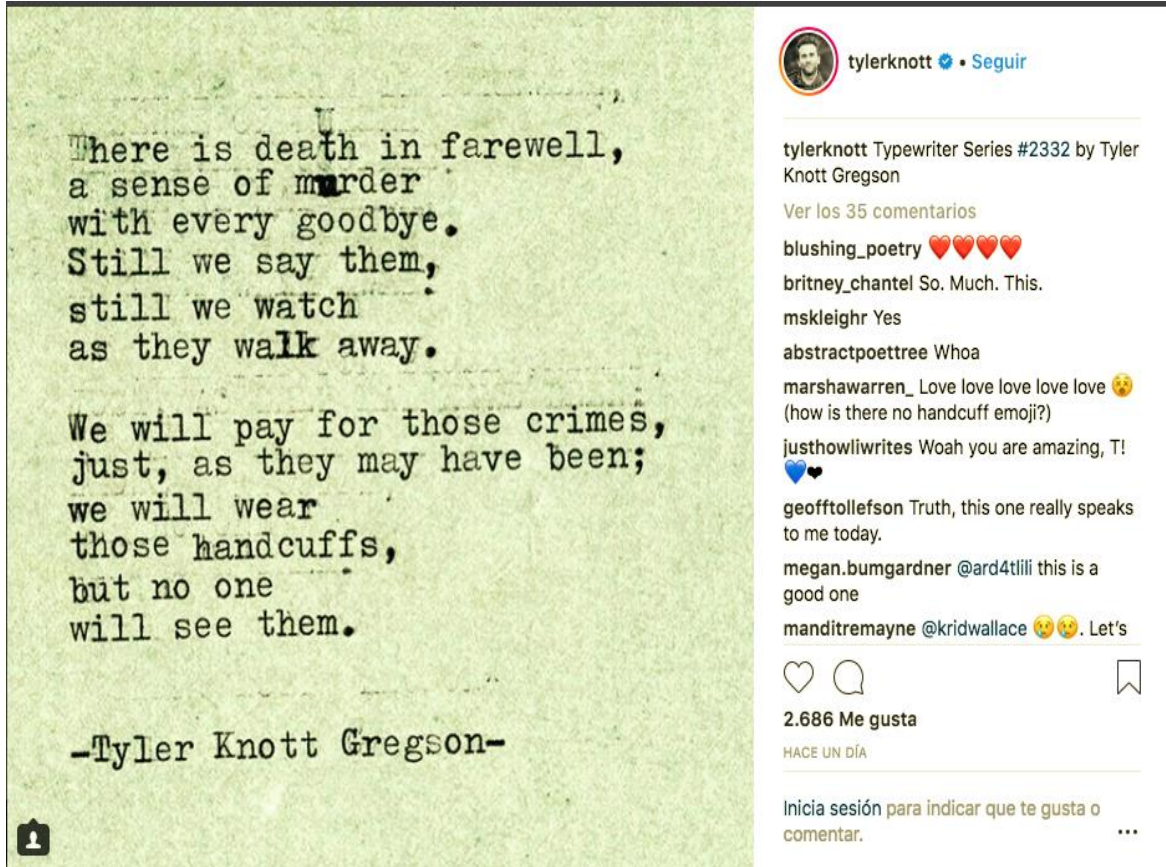 There is death in farewell,
a sense of murder
with every goodbye.
Still we say them,
still we watch
as they walk away.
We will pay for those crimes,
just, as they may have been;
we will wear
those handcuffs,
but no one
will see them.
-Tyler Knott Gregson-
tylerknott • Seguir
tylerknott Typewriter Series #2332 by Tyler
Knott Gregson
Ver los 35 comentarios
blushing_poetry ❤️❤️❤️❤️
britney_chantel So. Much. This.
mskleighr Yes
abstractpoettree Whoa
marshawarren_ Love love love love love 😵
(how is there no handcuff emoji?)
justhowliwrites Woah you are amazing, T!
💙❤
geofftollefson Truth, this one really speaks
to me today.
megan.bumgardner @ard4tlili this is a
good one
manditremayne @kridwallace 😢😢. Let's
2.686 Me gusta
HACE UN DÍA
Inicia sesión para indicar que te gusta o
comentar.